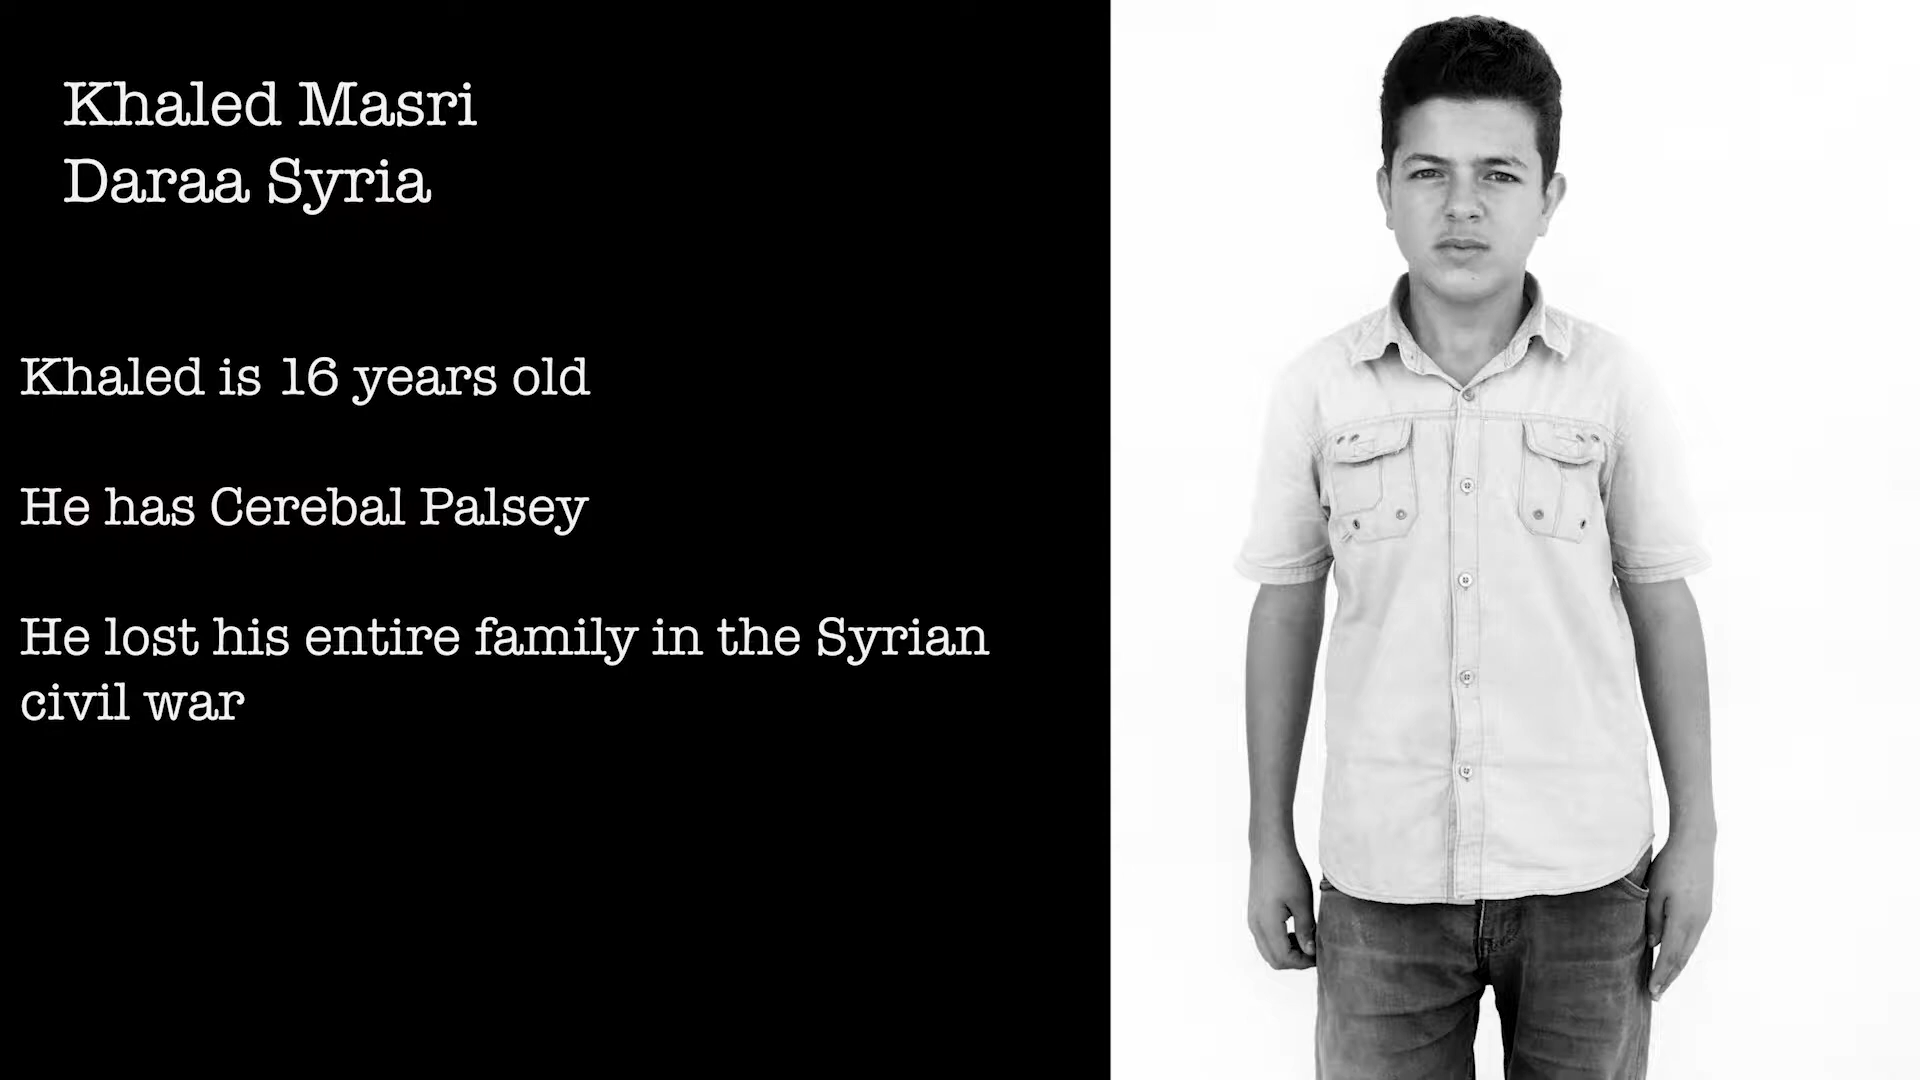 Khaled Masri
Daraa Syria
Khaled is 16 years old
He has Cerebal Palsey
He lost his entire family in the Syrian
civil war